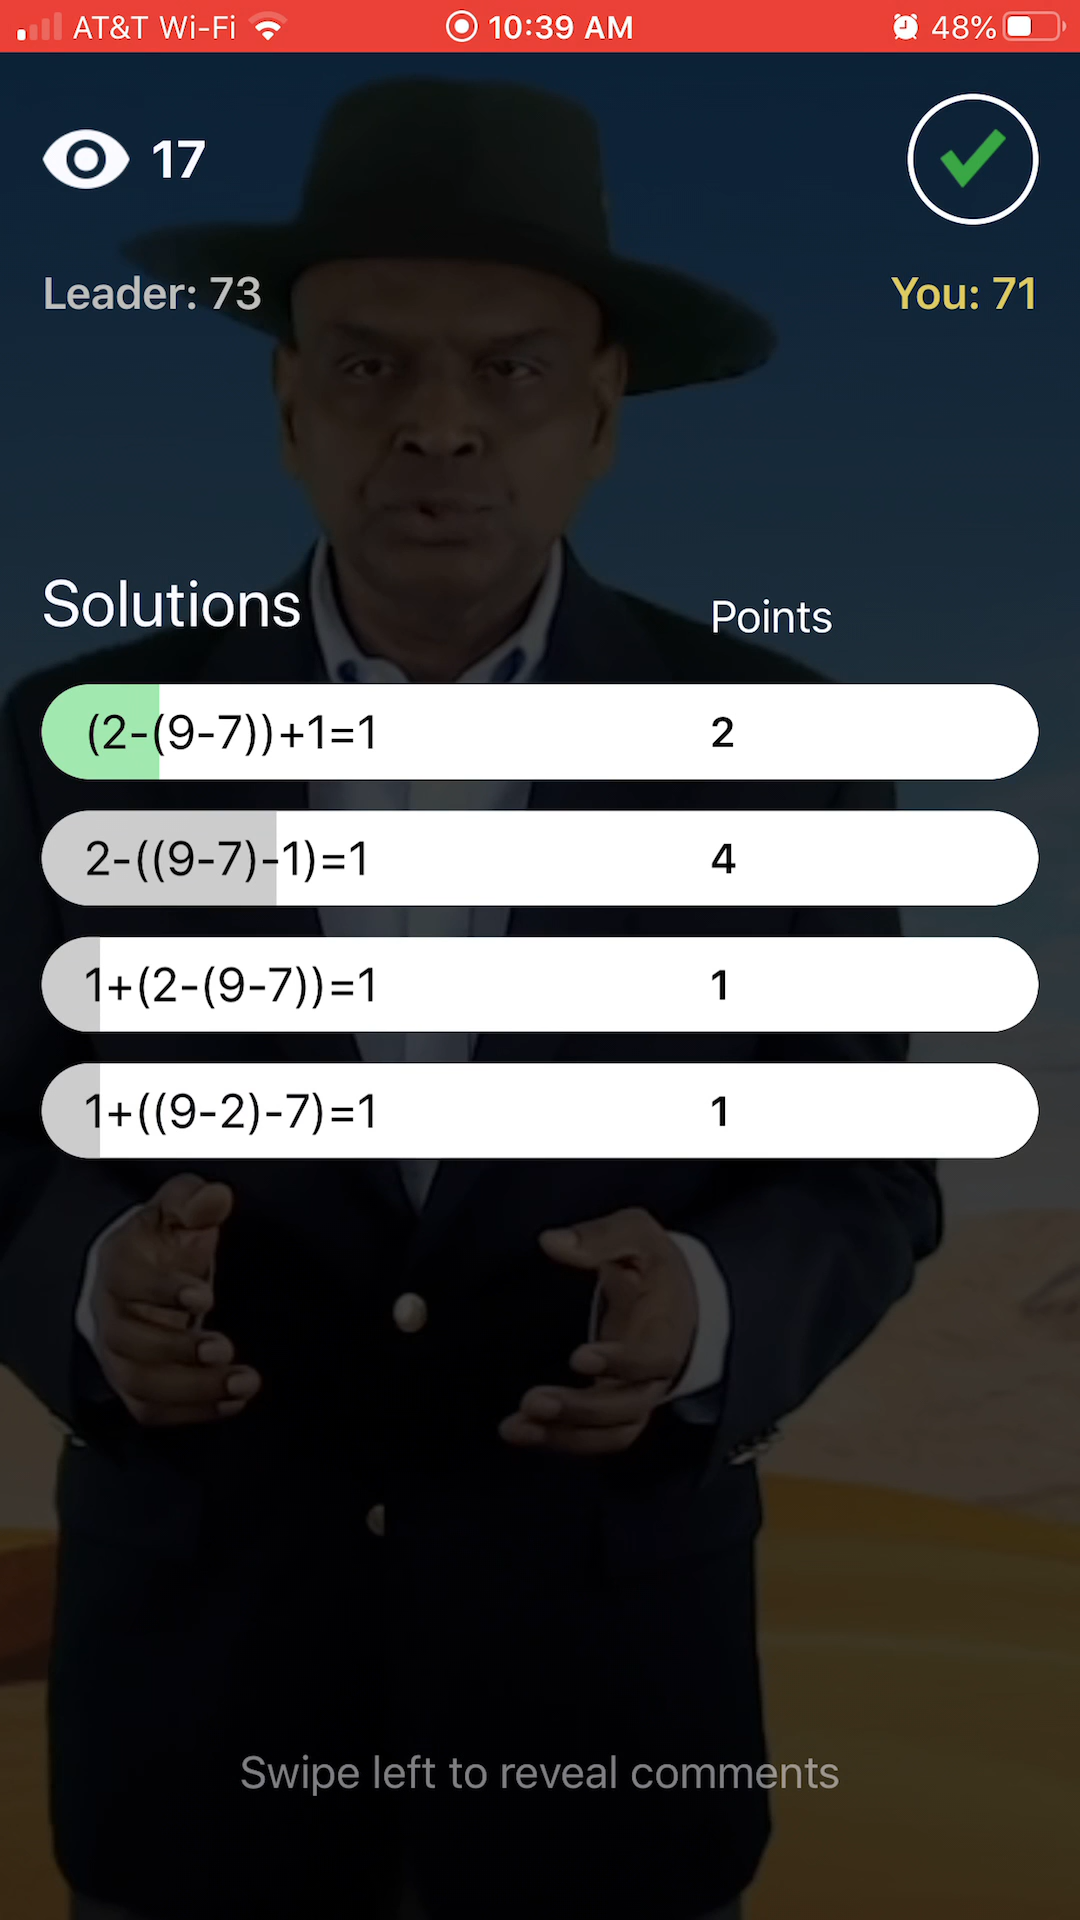 AT&T Wi-Fi 10:39 AM 48%
17
Leader: 73 You: 71
Solutions Points
(2-(9-7))+1=1 2
2-((9-7)-1)=1 4
1+(2-(9-7))=1 1
1+((9-2)-7)=1 1
Swipe left to reveal comments